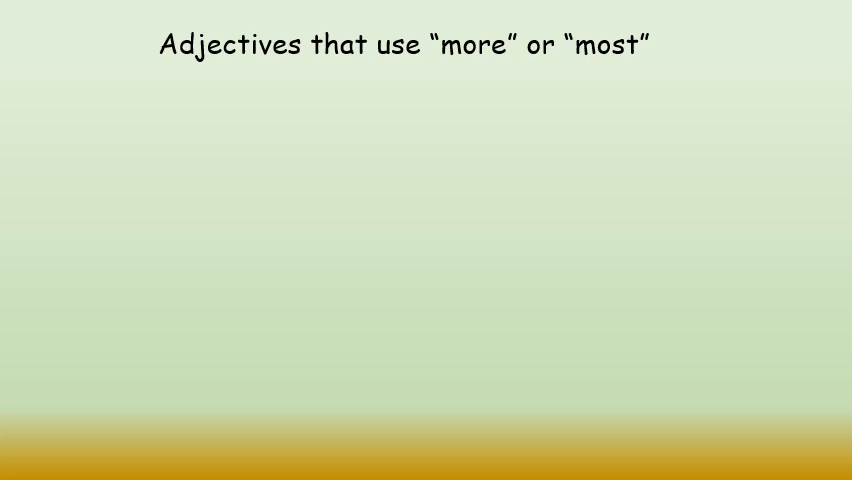 Adjectives that use “more” or “most”